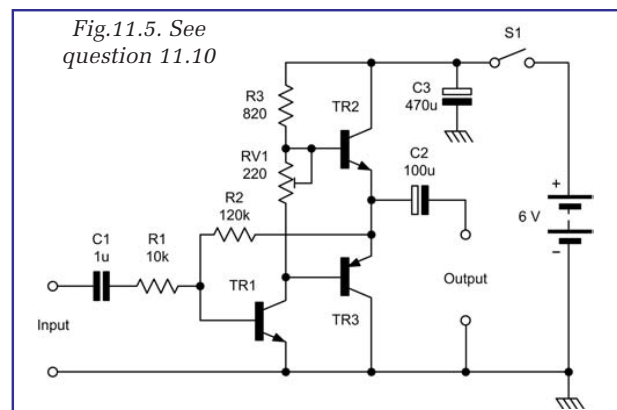 Fig.11.5. See
question 11.10
S1
R3
820
TR2
C3
470u
RV1
220
C2
100u
R2
120k
+
6 V
–
C1
1u
R1
10k
TR1
TR3
Output
Input